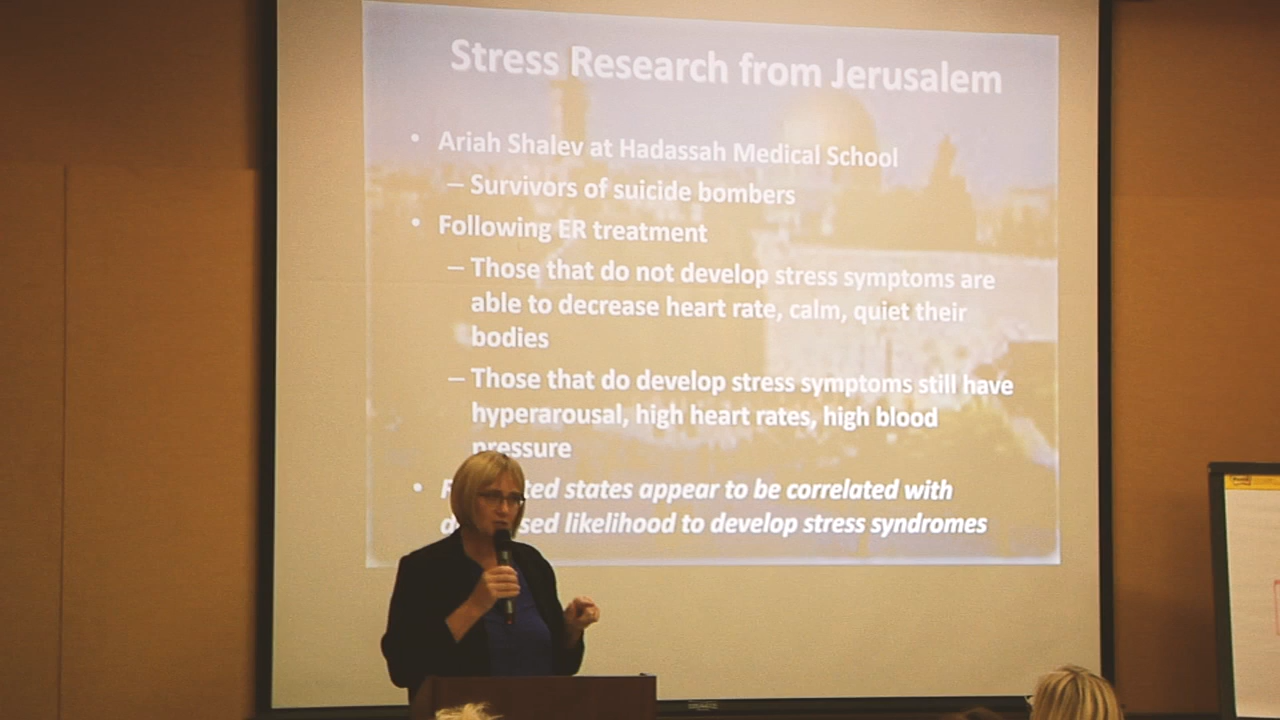 Stress Research from Jerusalem
• Ariah Shalev at Hadassah Medical School
– Survivors of suicide bombers
• Following ER treatment
– Those that do not develop stress symptoms are
able to decrease heart rate, calm, quiet their
bodies
– Those that do develop stress symptoms still have
hyperarousal, high heart rates, high blood
pressure
• states appear to be correlated with
likelihood to develop stress syndromes